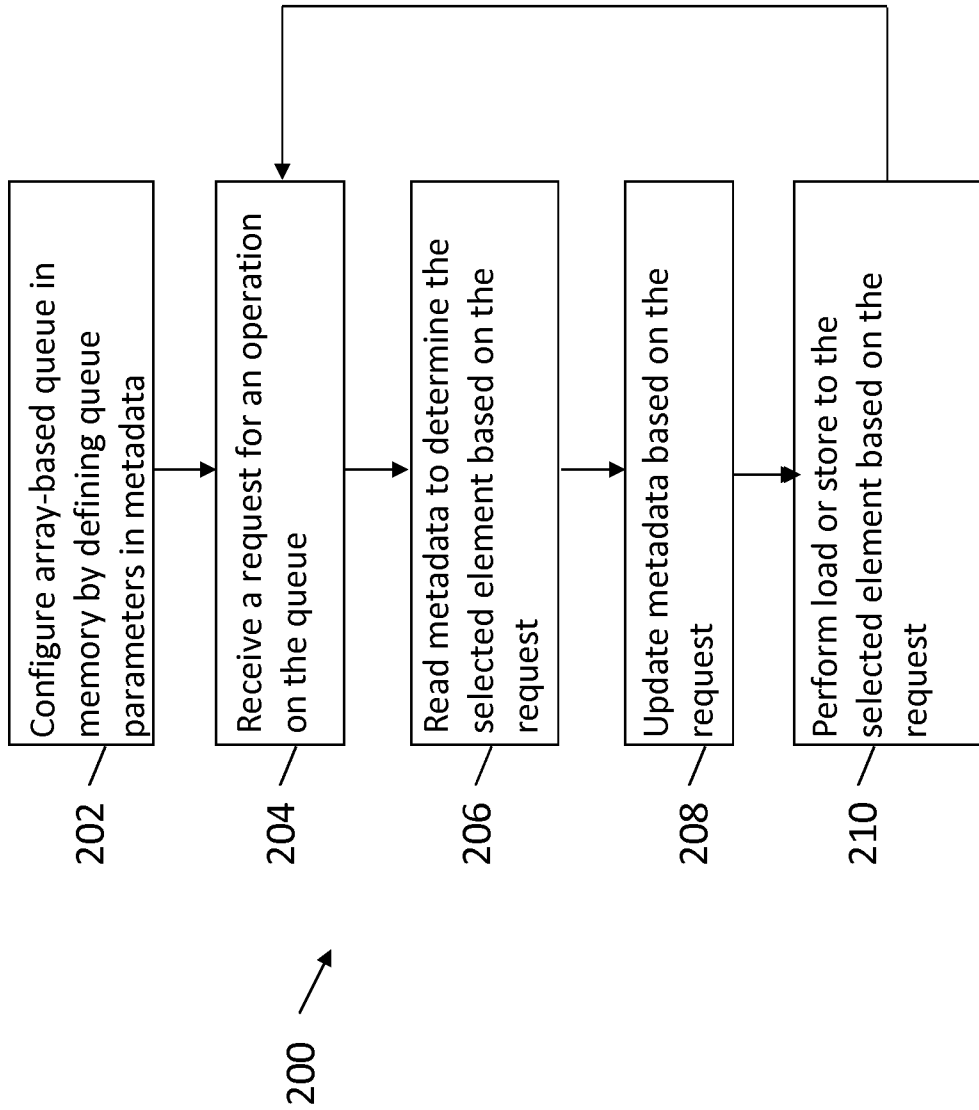 200
202
Configure array-based queue in
memory by defining queue
parameters in metadata
204
Receive a request for an operation
on the queue
206
Read metadata to determine the
selected element based on the
request
208
Update metadata based on the
request
210
Perform load or store to the
selected element based on the
request